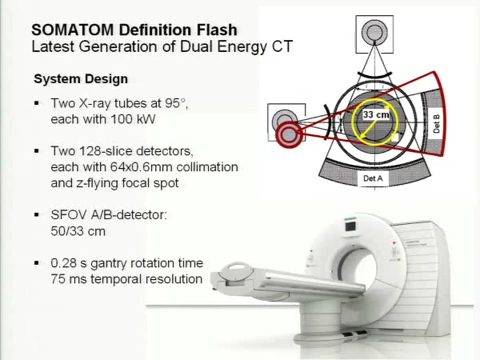 SOMATOM Definition Flash
Latest Generation of Dual Energy CT
System Design
Two X-ray tubes at 95°,
each with 100 kW
Two 128-slice detectors,
each with 64x0.6mm collimation
and z-flying focal spot
SFOV A/B-detector:
50/33 cm
0.28 s gantry rotation time
75 ms temporal resolution
33 cm
Det B
Det A